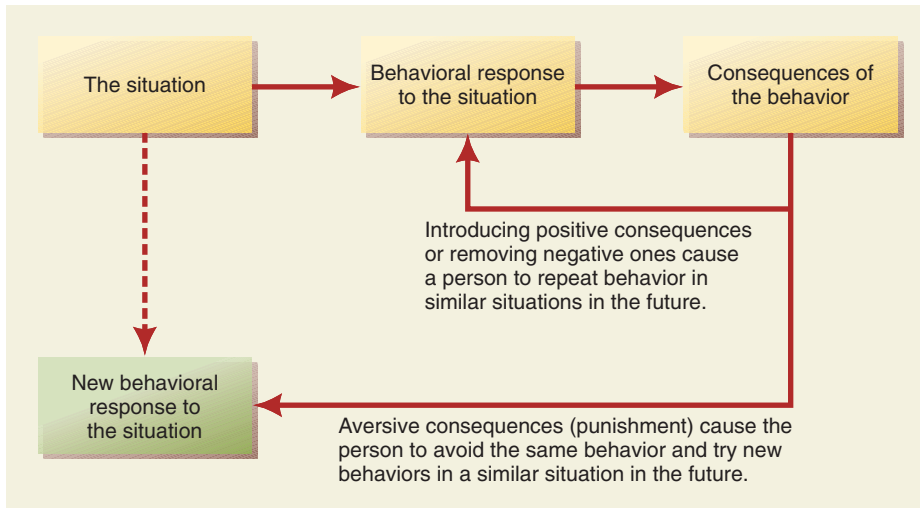 The situation
Behavioral response
to the situation
Consequences of
the behavior
Introducing positive consequences
or removing negative ones cause
a person to repeat behavior in
similar situations in the future.
New behavioral
response to
the situation
Aversive consequences (punishment) cause the
person to avoid the same behavior and try new
behaviors in a similar situation in the future.